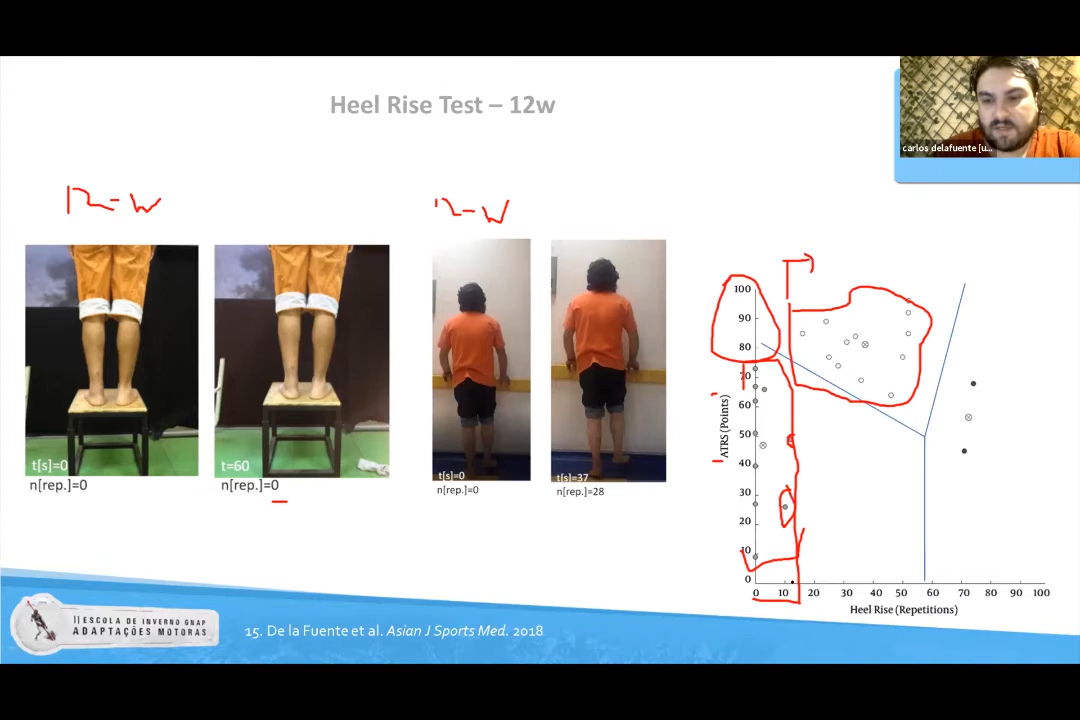 Heel Rise Test – 12w
carlos delafuente [u...
12-W
12-W
t[s]=0
n[rep.]=0
t=60
n[rep.]=0
t[s]=0
n[rep.]=0
t[s]=37
n[rep.]=28
100
90
80
70
60
50
40
30
20
10
0
ATRS (Points)
0 10 20 30 40 50 60 70 80 90 100
Heel Rise (Repetitions)
II ESCOLA DE INVERNO GNAP
ADAPTAÇÕES MOTORAS
15. De la Fuente et al. Asian J Sports Med. 2018